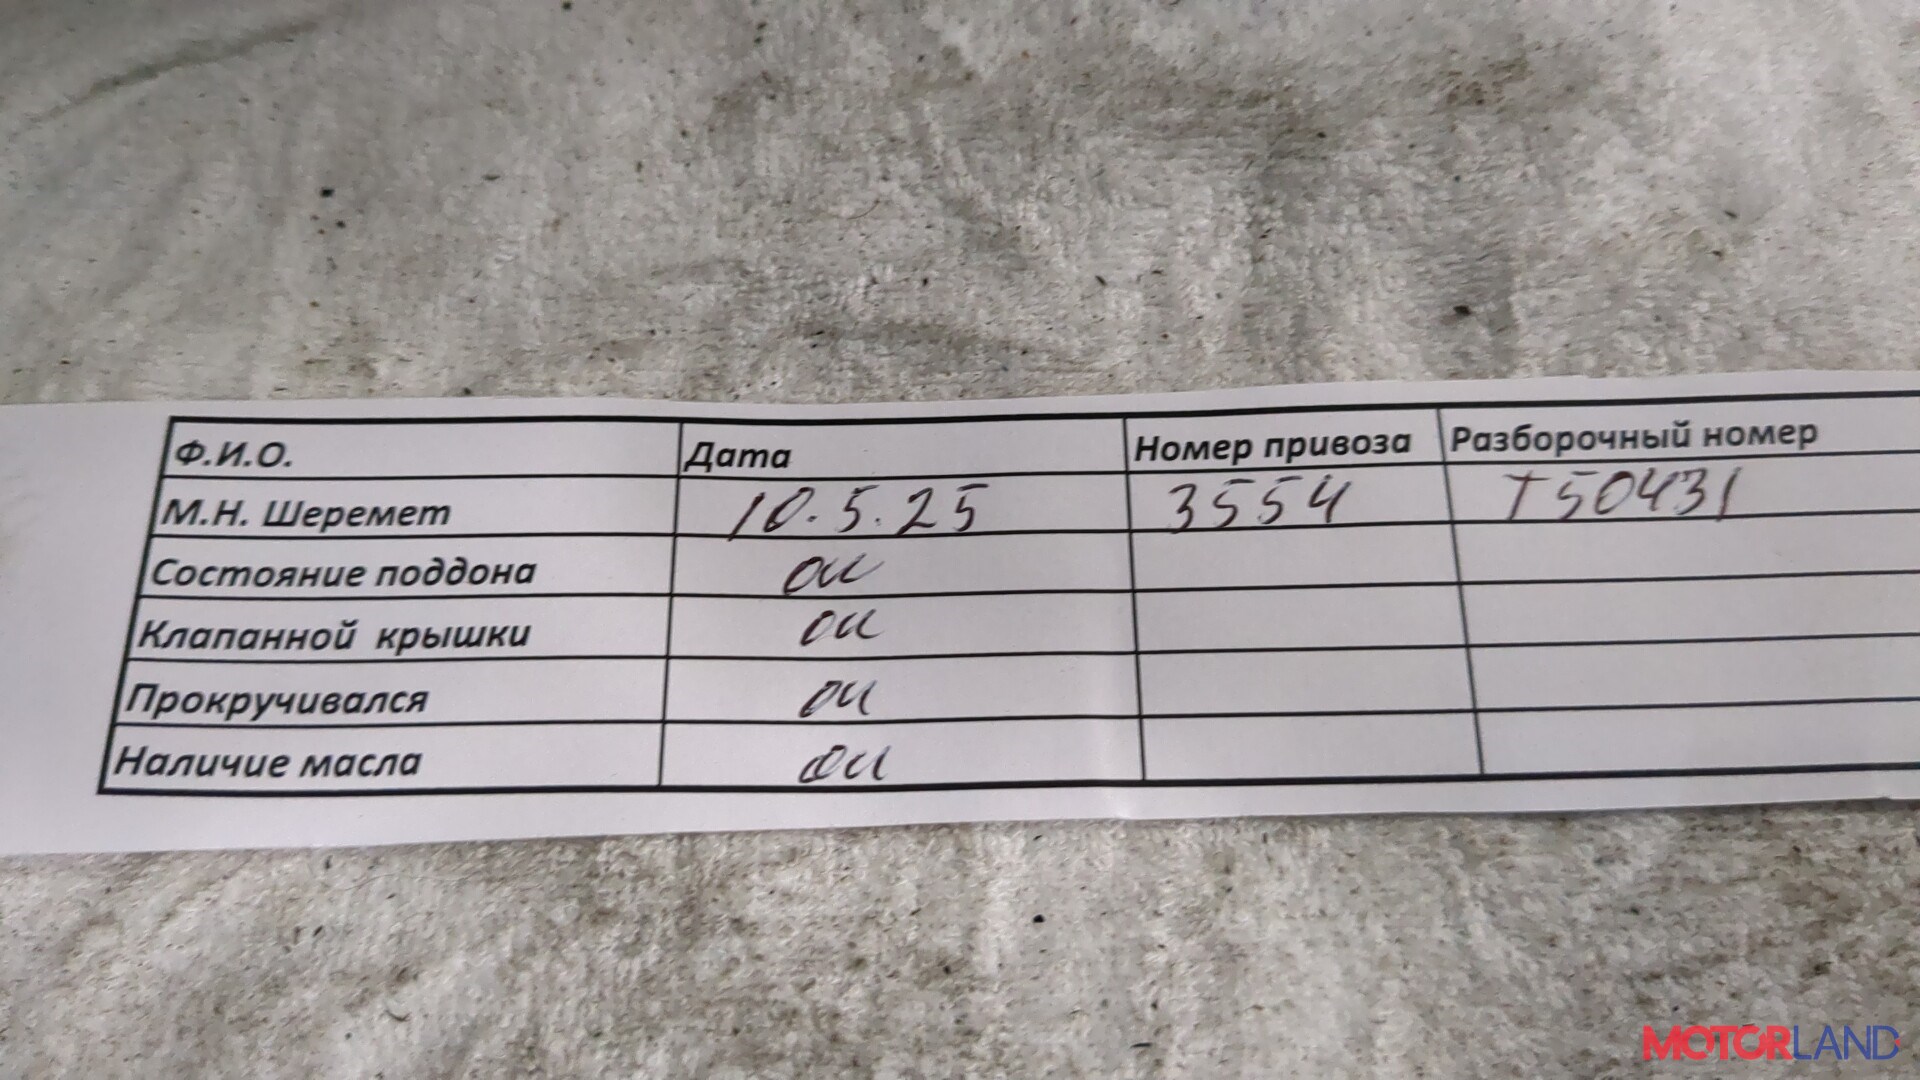 Ф.И.О. Дата Номер привоза Разборочный номер
М.Н. Шеремет 10.5.25 3554 T50431
Состояние поддона ок
Клапанной крышки ок
Прокручивался ок
Наличие масла ок
MOTORLAND